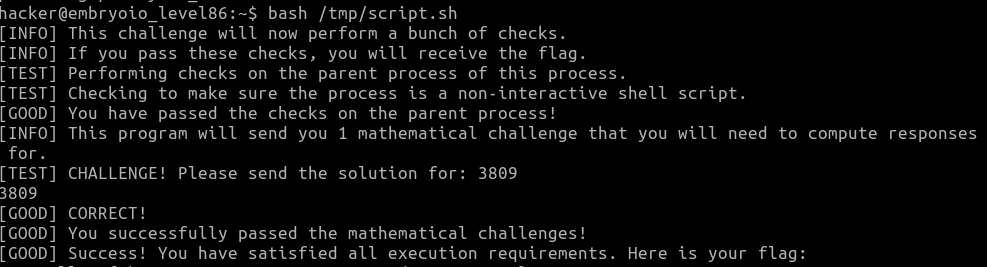 hacker@embryoio_level86:~$ bash /tmp/script.sh
[INFO] This challenge will now perform a bunch of checks.
[INFO] If you pass these checks, you will receive the flag.
[TEST] Performing checks on the parent process of this process.
[TEST] Checking to make sure the process is a non-interactive shell script.
[GOOD] You have passed the checks on the parent process!
[INFO] This program will send you 1 mathematical challenge that you will need to compute responses
 for.
[TEST] CHALLENGE! Please send the solution for: 3809
3809
[GOOD] CORRECT!
[GOOD] You successfully passed the mathematical challenges!
[GOOD] Success! You have satisfied all execution requirements. Here is your flag: